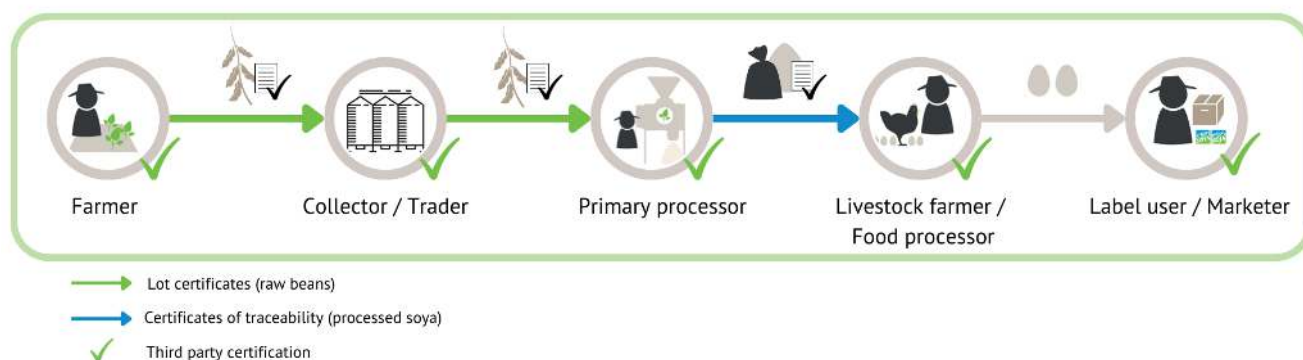 Farmer
Collector / Trader
Primary processor
Livestock farmer /
Food processor
Label user / Marketer
Lot certificates (raw beans)
Certificates of traceability (processed soya)
Third party certification